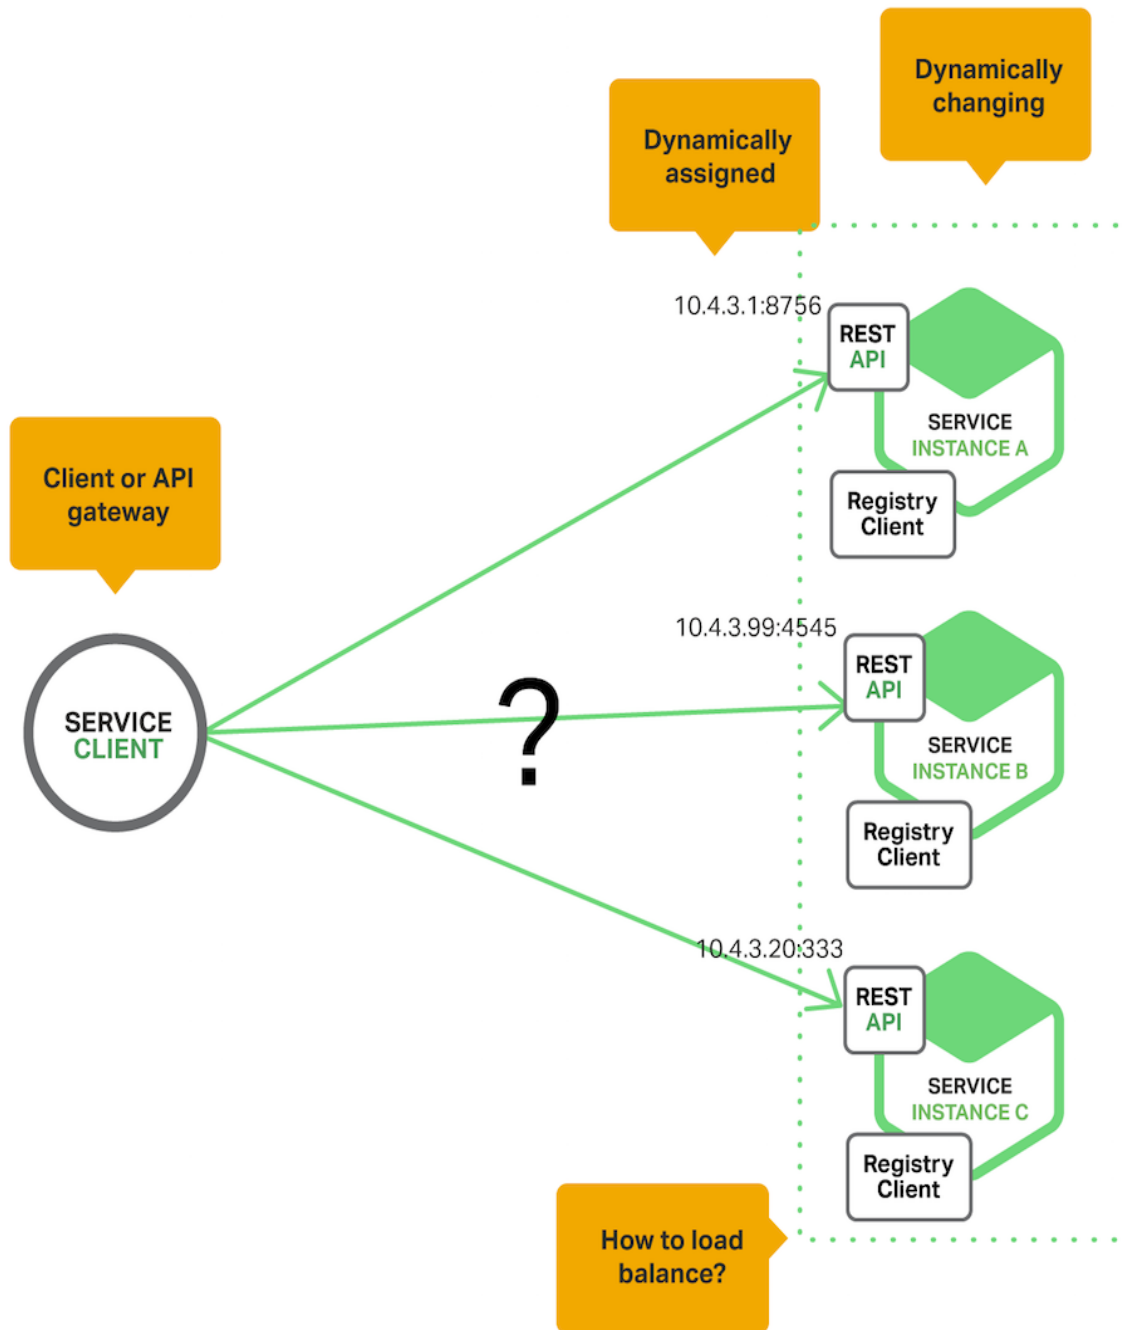 Dynamically
changing
Dynamically
assigned
10.4.3.1:8756
REST
API
SERVICE
INSTANCE A
Registry
Client
Client or API
gateway
SERVICE
CLIENT
?
10.4.3.99:4545
REST
API
SERVICE
INSTANCE B
Registry
Client
10.4.3.20:333
REST
API
SERVICE
INSTANCE C
Registry
Client
How to load
balance?